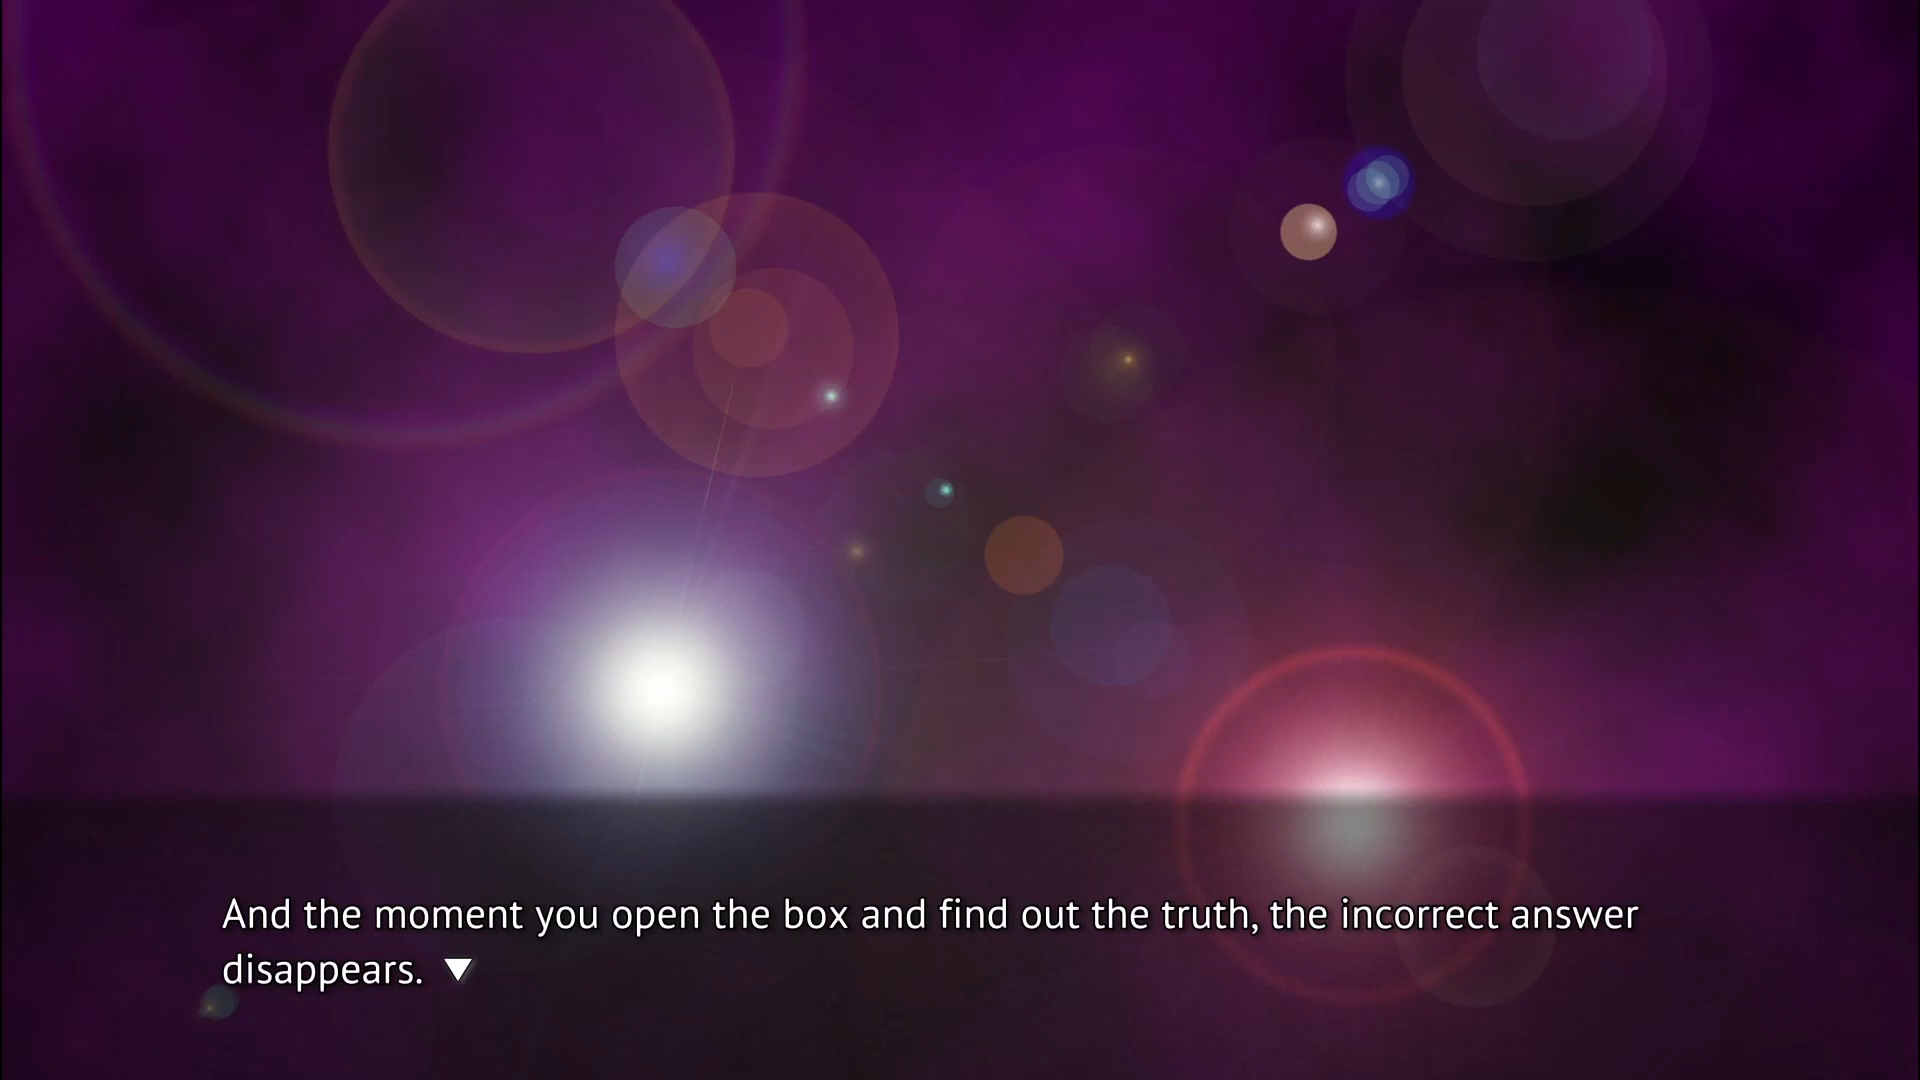 And the moment you open the box and find out the truth, the incorrect answer
disappears.